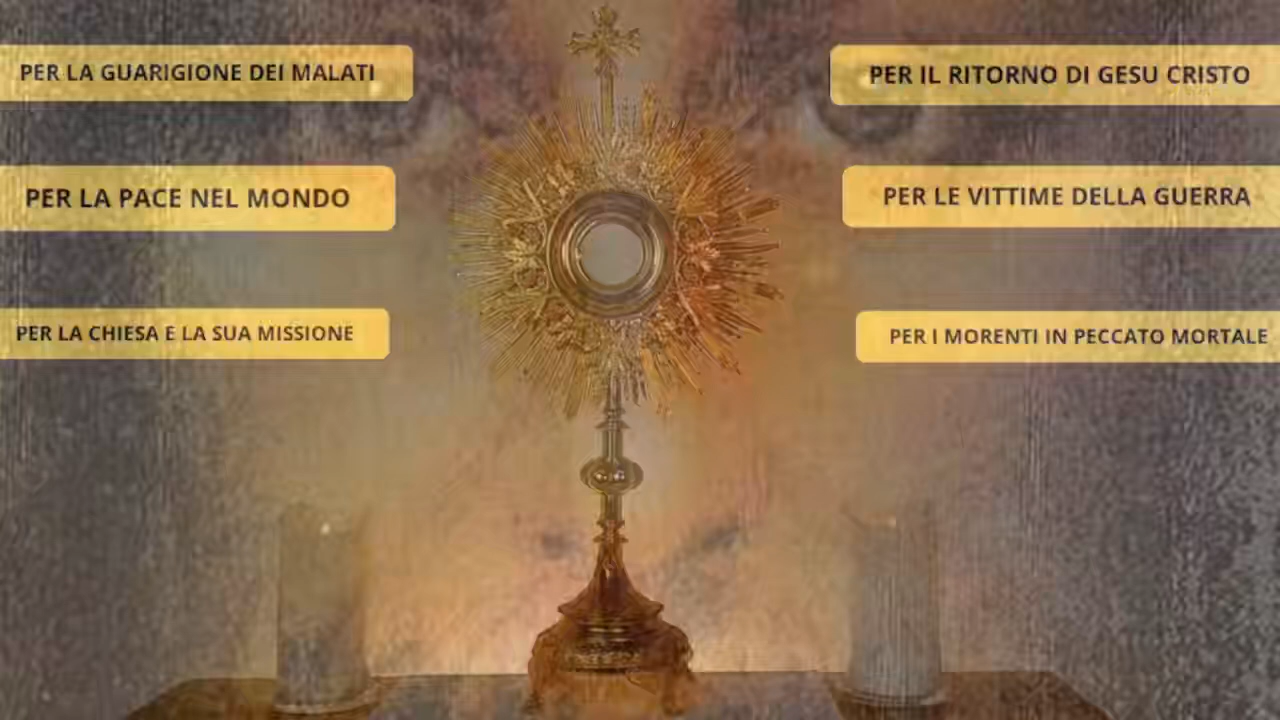 PER LA GUARIGIONE DEI MALATI
PER LA PACE NEL MONDO
PER LA CHIESA E LA SUA MISSIONE
PER IL RITORNO DI GESU CRISTO
PER LE VITTIME DELLA GUERRA
PER I MORENTI IN PECCATO MORTALE